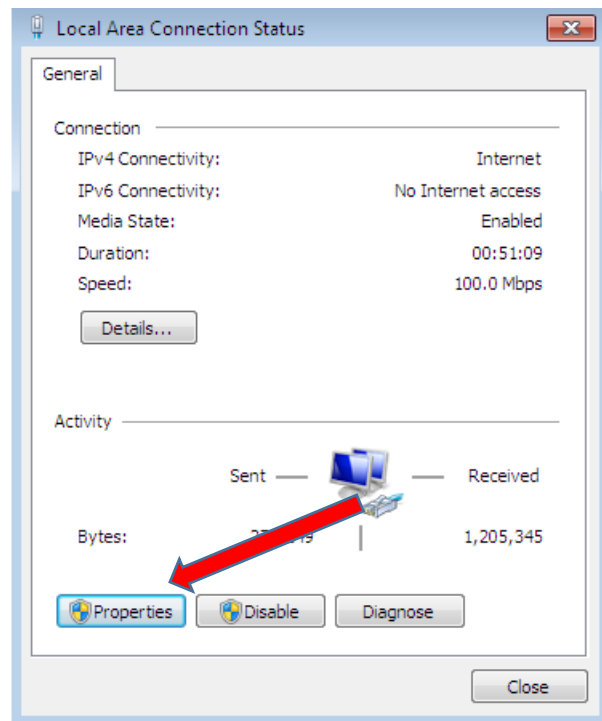 Local Area Connection Status
General
Connection
IPv4 Connectivity: Internet
IPv6 Connectivity: No Internet access
Media State: Enabled
Duration: 00:51:09
Speed: 100.0 Mbps
Details...
Activity
Sent Received
Bytes: 1,205,345
Properties Disable Diagnose
Close